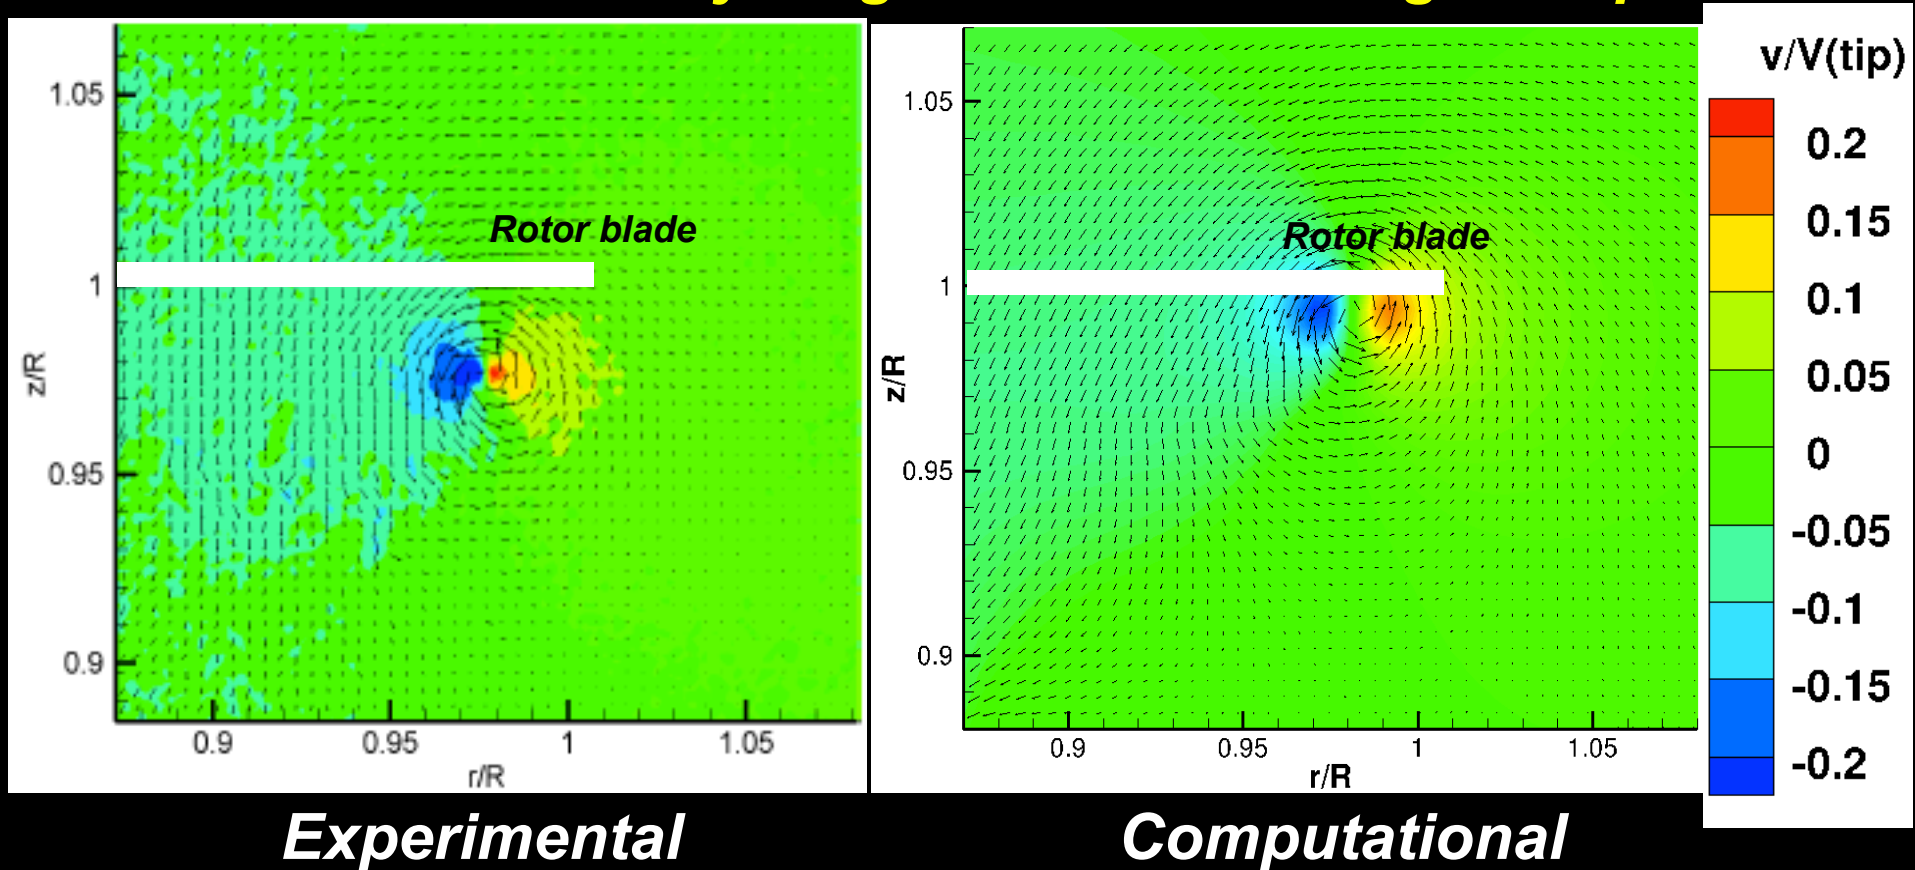 1.05
1
0.95
0.9
z/R
0.9 0.95 1 1.05
r/R
Rotor blade
Experimental
1.05
1
0.95
0.9
z/R
0.9 0.95 1 1.05
r/R
Rotor blade
Computational
v/V(tip)
0.2
0.15
0.1
0.05
0
-0.05
-0.1
-0.15
-0.2